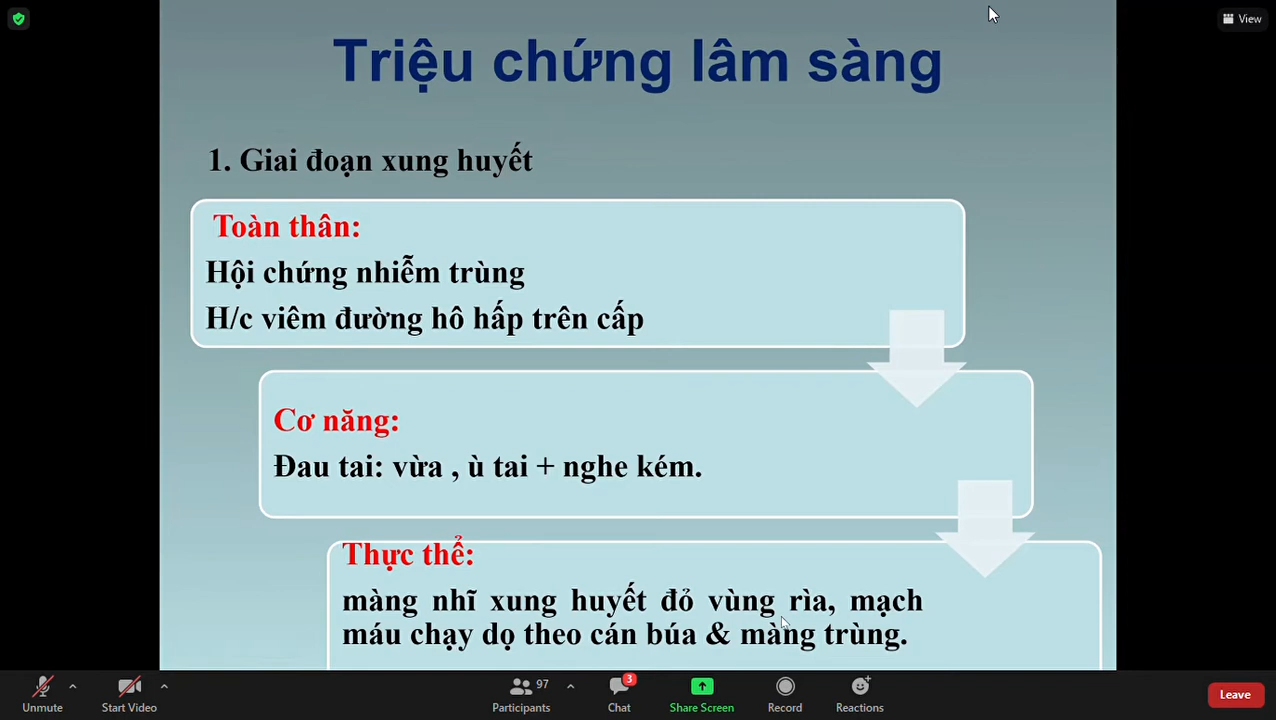 View
Triệu chứng lâm sàng
1. Giai đoạn xung huyết
Toàn thân:
Hội chứng nhiễm trùng
H/c viêm đường hô hấp trên cấp
Cơ năng:
Đau tai: vừa , ù tai + nghe kém.
Thực thể:
màng nhĩ xung huyết đỏ vùng rìa, mạch
máu chạy dọ theo cán búa & màng trùng.
97
3
Unmute
Start Video
Participants
Chat
Share Screen
Record
Reactions
Leave